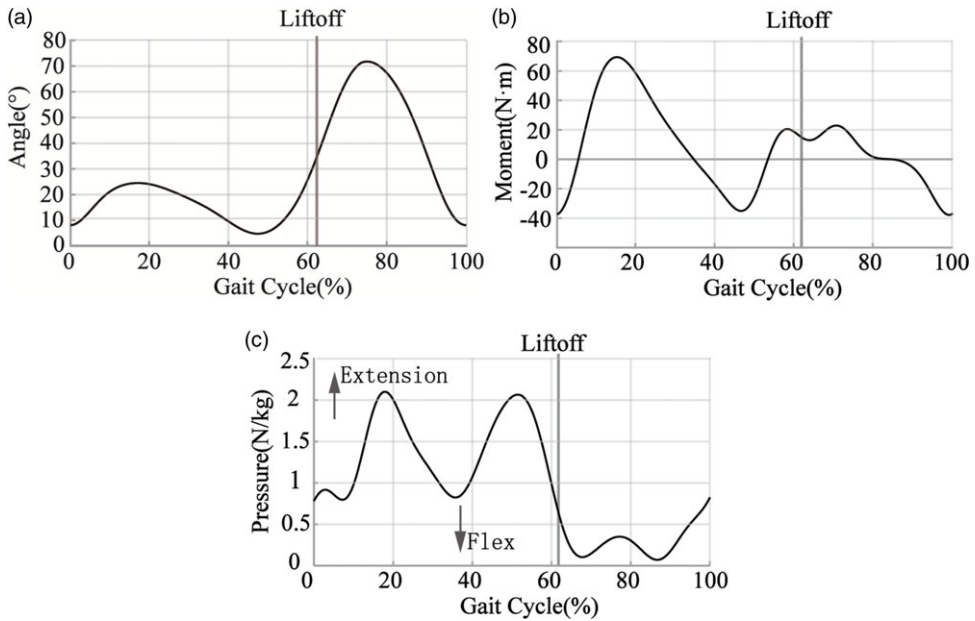 (a)
Liftoff
80
70
60
50
40
30
20
10
0
Angle(°)
0 20 40 60 80 100
Gait Cycle(%)
(b)
Liftoff
80
60
40
20
0
-20
-40
Moment(N·m)
0 20 40 60 80 100
Gait Cycle(%)
(c)
Liftoff
2.5
2
1.5
1
0.5
0
Pressure(N/kg)
Extension
Flex
0 20 40 60 80 100
Gait Cycle(%)